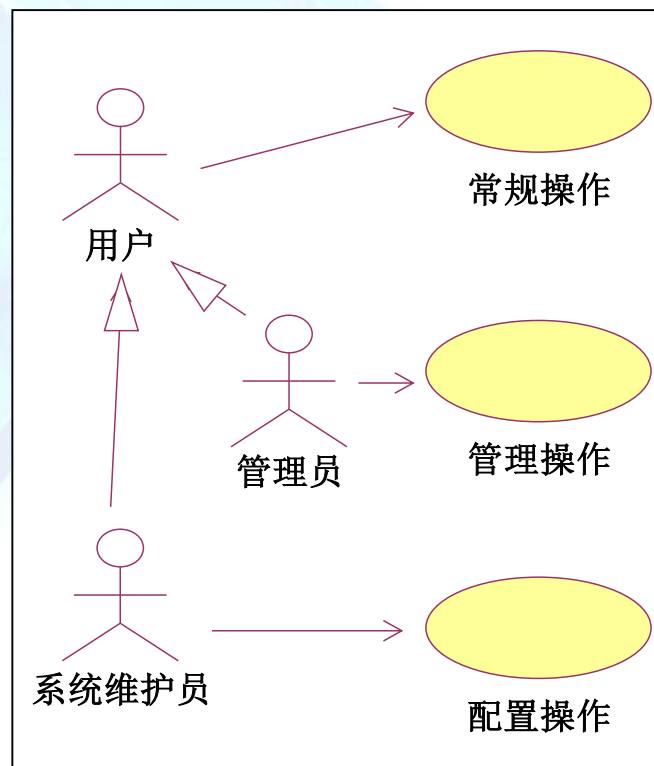 常规操作
用户
管理员
管理操作
系统维护员
配置操作